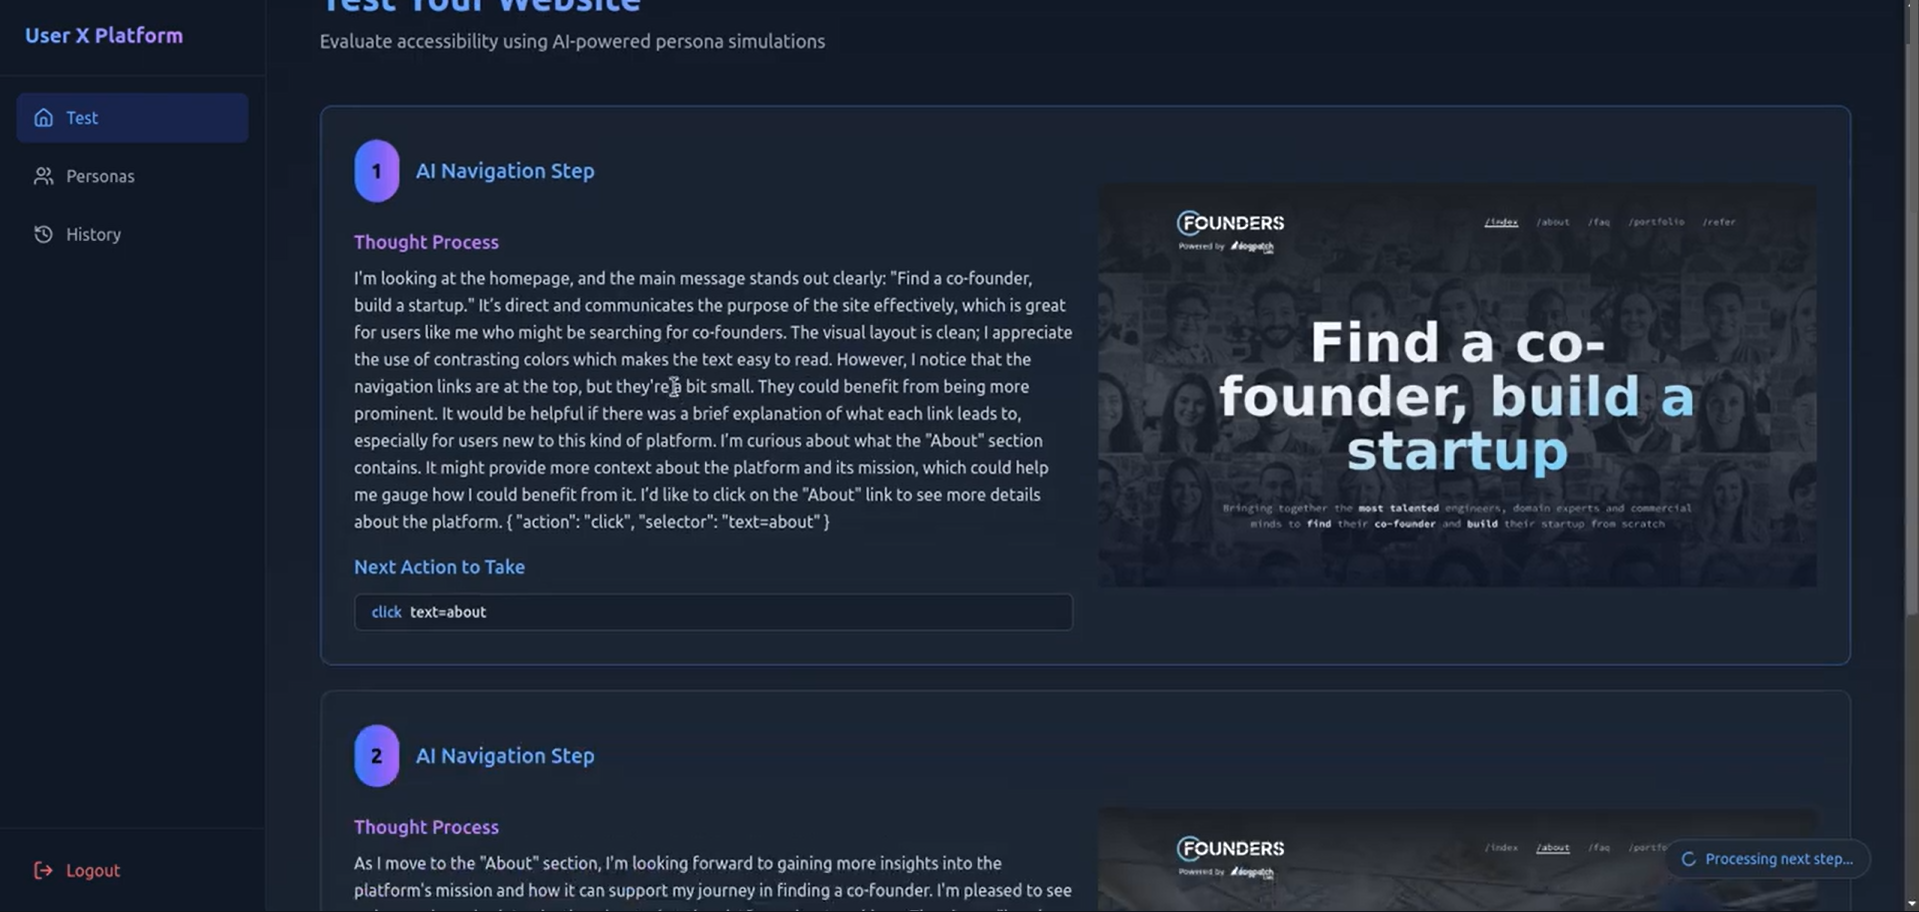 Test Your Website
User X Platform
Evaluate accessibility using AI-powered persona simulations
Test
Personas
History
Logout
1
AI Navigation Step
Thought Process
I'm looking at the homepage, and the main message stands out clearly: "Find a co-founder,
build a startup." It's direct and communicates the purpose of the site effectively, which is great
for users like me who might be searching for co-founders. The visual layout is clean; I appreciate
the use of contrasting colors which makes the text easy to read. However, I notice that the
navigation links are at the top, but they're a bit small. They could benefit from being more
prominent. It would be helpful if there was a brief explanation of what each link leads to,
especially for users new to this kind of platform. I'm curious about what the "About" section
contains. It might provide more context about the platform and its mission, which could help
me gauge how I could benefit from it. I'd like to click on the "About" link to see more details
about the platform. { "action": "click", "selector": "text=about" }
Next Action to Take
click text=about
FOUNDERS
Powered by dogpatch
/index /about /faq /portfolio /refer
Find a co-
founder, build a
startup
Bringing together the most talented engineers, domain experts and commercial
minds to find their co-founder and build their startup from scratch
2
AI Navigation Step
Thought Process
As I move to the "About" section, I'm looking forward to gaining more insights into the
platform's mission and how it can support my journey in finding a co-founder. I'm pleased to see
FOUNDERS
Powered by dogpatch
/index /about /faq
Processing next step...